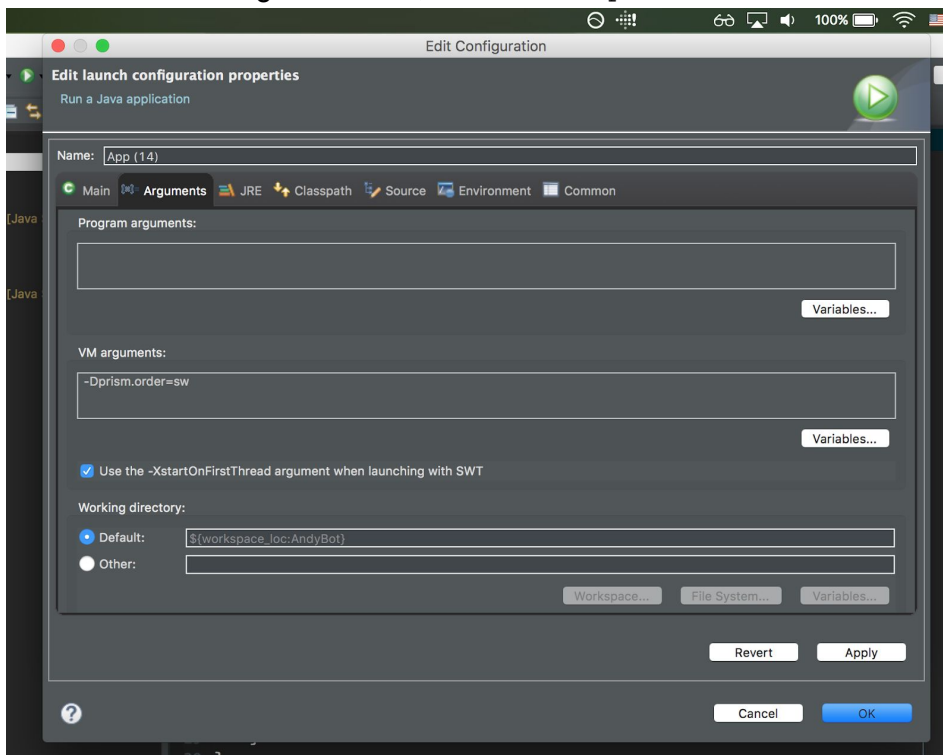 100%
Edit Configuration
Edit launch configuration properties
Run a Java application
Name: App (14)
Main Arguments JRE Classpath Source Environment Common
[Java
Program arguments:
[Java
Variables...
VM arguments:
-Dprism.order=sw
Variables...
Use the -XstartOnFirstThread argument when launching with SWT
Working directory:
Default: ${workspace_loc:AndyBot}
Other:
Workspace... File System... Variables...
Revert Apply
? Cancel OK